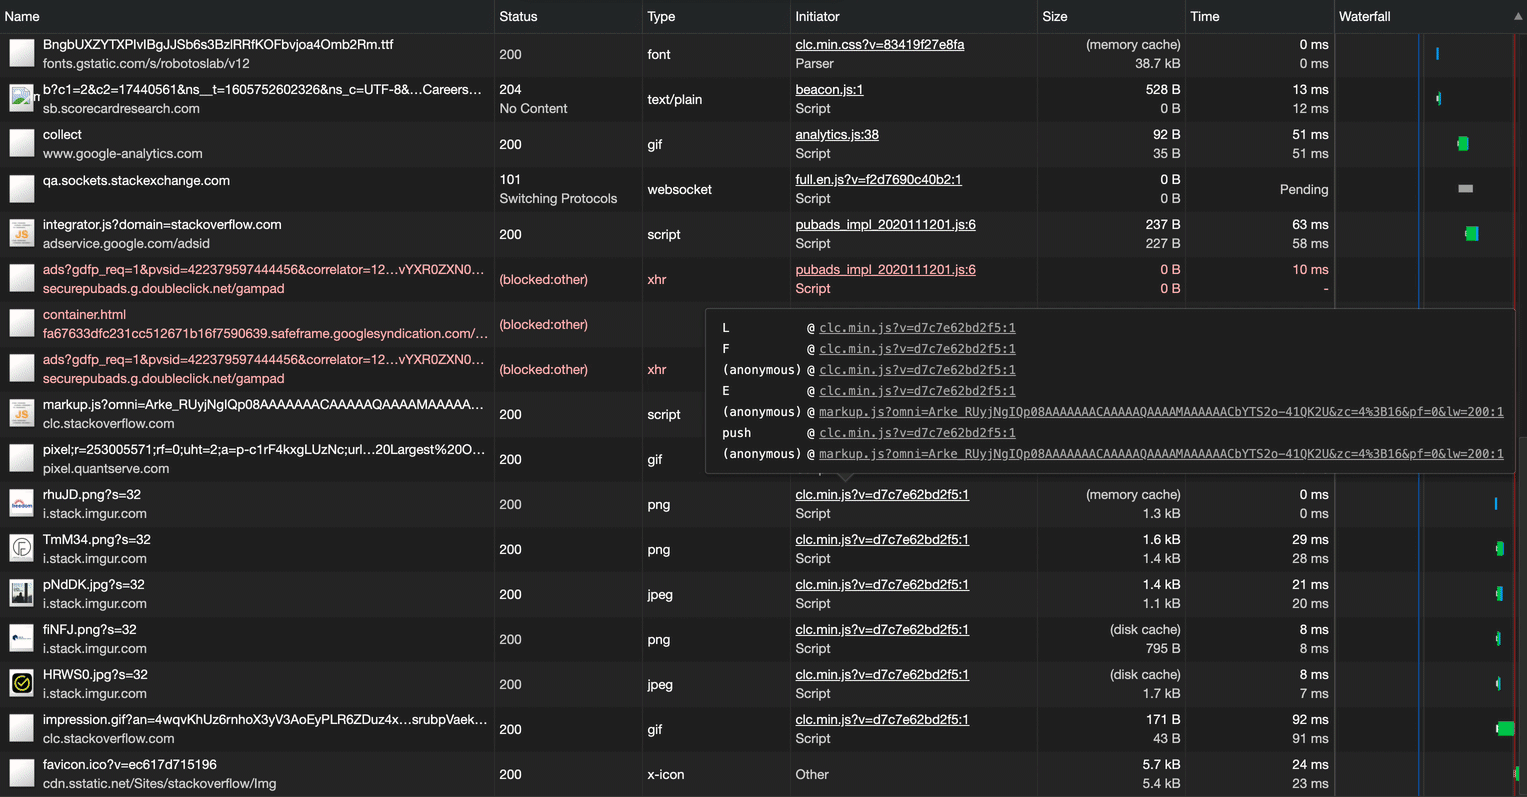 Name Status Type Initiator Size Time Waterfall
BngbUXZYTXPIvIBgJJSb6s3BzlRRfKOFbvjoa4Omb2Rm.ttf
fonts.gstatic.com/s/robotoslab/v12
200
font
clc.min.css?v=83419f27e8fa
Parser
(memory cache)
38.7 kB
0 ms
0 ms
b?c1=2&c2=17440561&ns__t=1605752602326&ns_c=UTF-8&…Careers…
sb.scorecardresearch.com
204
No Content
text/plain
beacon.js:1
Script
528 B
0 B
13 ms
12 ms
collect
www.google-analytics.com
200
gif
analytics.js:38
Script
92 B
35 B
51 ms
51 ms
qa.sockets.stackexchange.com
101
Switching Protocols
websocket
full.en.js?v=f2d7690c40b2:1
Script
0 B
0 B
Pending
integrator.js?domain=stackoverflow.com
adservice.google.com/adsid
200
script
pubads_impl_2020111201.js:6
Script
237 B
227 B
63 ms
58 ms
ads?gdfp_req=1&pvsid=422379597444456&correlator=12…vYXR0ZXN0…
securepubads.g.doubleclick.net/gampad
(blocked:other)
xhr
pubads_impl_2020111201.js:6
Script
0 B
0 B
10 ms
-
container.html
fa67633dfc231cc512671b16f7590639.safeframe.googlesyndication.com/…
(blocked:other)
ads?gdfp_req=1&pvsid=422379597444456&correlator=12…vYXR0ZXN0…
securepubads.g.doubleclick.net/gampad
(blocked:other)
xhr
markup.js?omni=Arke_RUyjNgIQp08AAAAAAACAAAAAQAAAAMAAAAA…
clc.stackoverflow.com
200
script
pixel;r=253005571;rf=0;uht=2;a=p-c1rF4kxgLUzNc;url…20Largest%20O…
pixel.quantserve.com
200
gif
L @ clc.min.js?v=d7c7e62bd2f5:1
F @ clc.min.js?v=d7c7e62bd2f5:1
(anonymous) @ clc.min.js?v=d7c7e62bd2f5:1
E @ clc.min.js?v=d7c7e62bd2f5:1
(anonymous) @ markup.js?omni=Arke_RUyjNgIQp08AAAAAAACAAAAAQAAAAMAAAAAACbYTS2o-41QK2U&zc=4%3B16&pf=0&lw=200:1
push @ clc.min.js?v=d7c7e62bd2f5:1
(anonymous) @ markup.js?omni=Arke_RUyjNgIQp08AAAAAAACAAAAAQAAAAMAAAAAACbYTS2o-41QK2U&zc=4%3B16&pf=0&lw=200:1
rhuJD.png?s=32
i.stack.imgur.com
200
png
clc.min.js?v=d7c7e62bd2f5:1
Script
(memory cache)
1.3 kB
0 ms
0 ms
TmM34.png?s=32
i.stack.imgur.com
200
png
clc.min.js?v=d7c7e62bd2f5:1
Script
1.6 kB
1.4 kB
29 ms
28 ms
pNdDK.jpg?s=32
i.stack.imgur.com
200
jpeg
clc.min.js?v=d7c7e62bd2f5:1
Script
1.4 kB
1.1 kB
21 ms
20 ms
fiNFJ.png?s=32
i.stack.imgur.com
200
png
clc.min.js?v=d7c7e62bd2f5:1
Script
(disk cache)
795 B
8 ms
8 ms
HRWS0.jpg?s=32
i.stack.imgur.com
200
jpeg
clc.min.js?v=d7c7e62bd2f5:1
Script
(disk cache)
1.7 kB
8 ms
7 ms
impression.gif?an=4wqvKhUz6rnhoX3yV3AoEyPLR6ZDuz4x…srubpVaek…
clc.stackoverflow.com
200
gif
clc.min.js?v=d7c7e62bd2f5:1
Script
171 B
43 B
92 ms
91 ms
favicon.ico?v=ec617d715196
cdn.sstatic.net/Sites/stackoverflow/Img
200
x-icon
Other
5.7 kB
5.4 kB
24 ms
23 ms